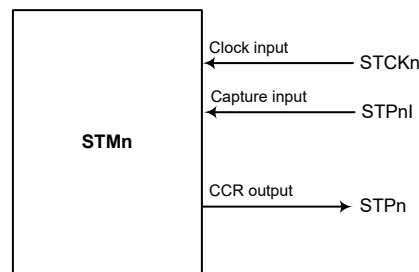 Clock input
STCKn
Capture input
STPnI
STMn
CCR output
STPn